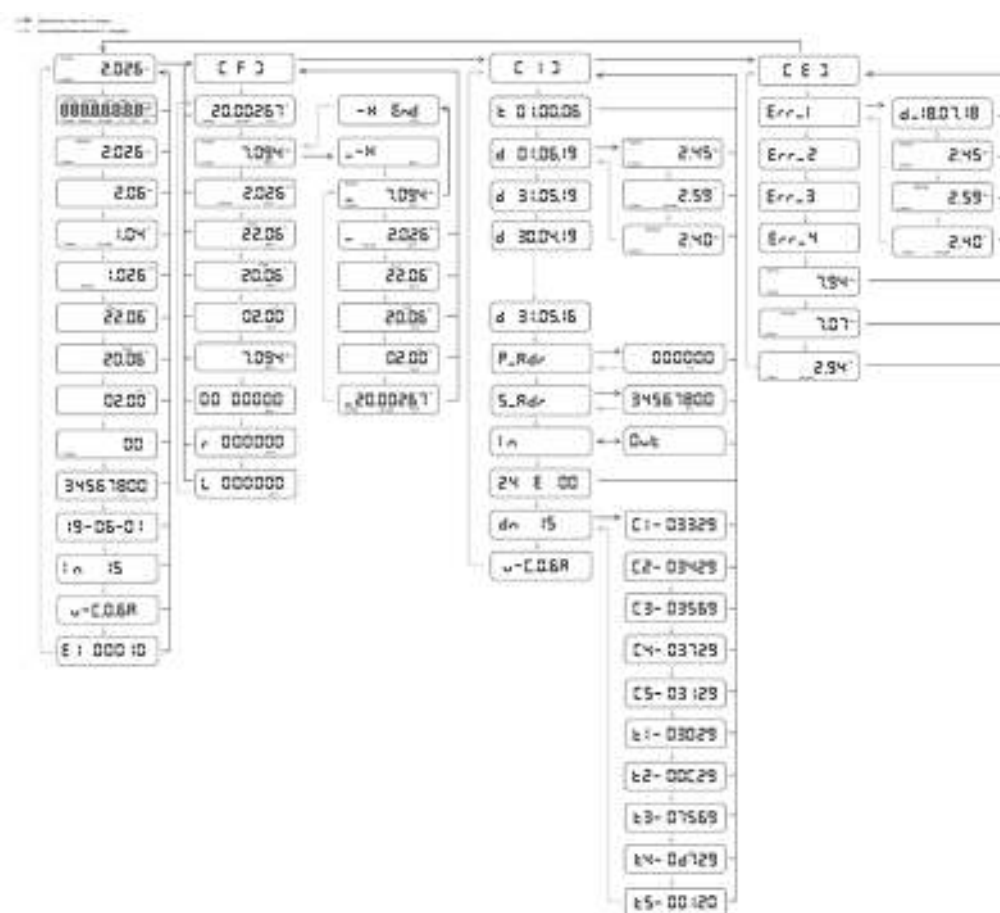 2.026
88888888
2.026
2.06
1.04
1.026
22.06
20.06
02.00
00
34567800
19-06-01
In 15
u-C.0.6A
E1 00010
[ F ]
20.00267
7.094
2.026
22.06
20.06
02.00
7.094
00 00000
r 000000
L 000000
-X End
_-X
_ 7.094
_ 2.026
22.06
20.06
02.00
_20.00267
[ 1 ]
t 01.00.06
d 01.06.19
d 31.05.19
d 30.04.19
d 31.05.16
P_Adr
S_Adr
In
24 E 00
dn 15
u-C.0.6A
2.45
2.59
2.40
000000
34567800
Out
C1-03329
C2-03429
C3-03569
C4-03729
C5-03129
t1-03029
t2-00C29
t3-07569
t4-0d729
t5-00120
[ E ]
Err_1
Err_2
Err_3
Err_4
7.94
7.07
2.94
d_18.07.18
2.45
2.59
2.40